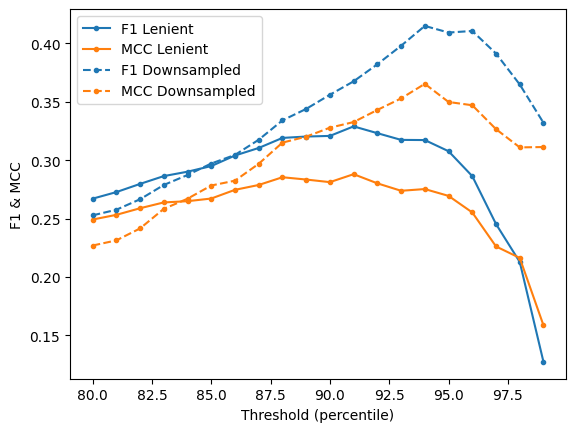 F1 Lenient
MCC Lenient
F1 Downsampled
MCC Downsampled
0.40
0.35
0.30
0.25
0.20
0.15
F1 & MCC
80.0 82.5 85.0 87.5 90.0 92.5 95.0 97.5
Threshold (percentile)